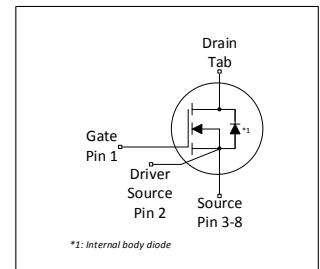 Drain
Tab
*1
Gate
Pin 1
Driver
Source
Pin 2
Source
Pin 3-8
*1: Internal body diode